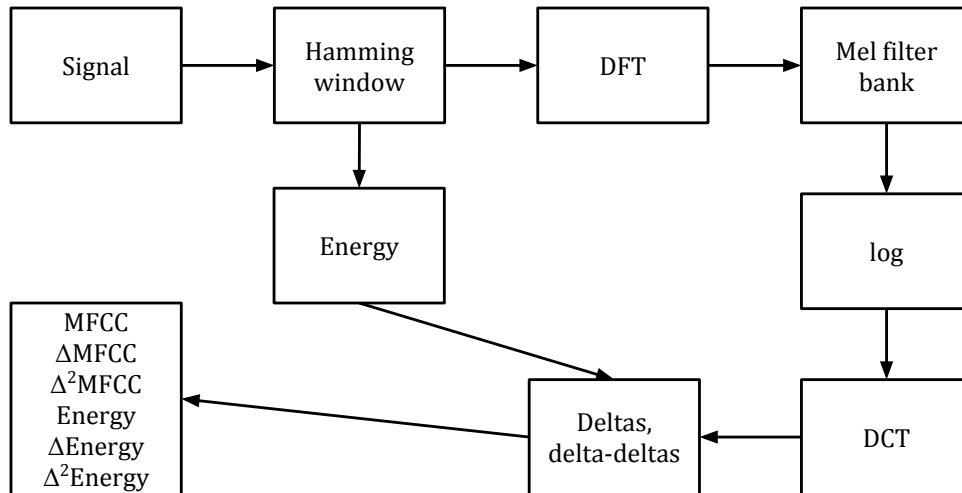 Signal
Hamming
window
DFT
Mel filter
bank
Energy
log
MFCC
ΔMFCC
Δ²MFCC
Energy
ΔEnergy
Δ²Energy
Deltas,
delta-deltas
DCT